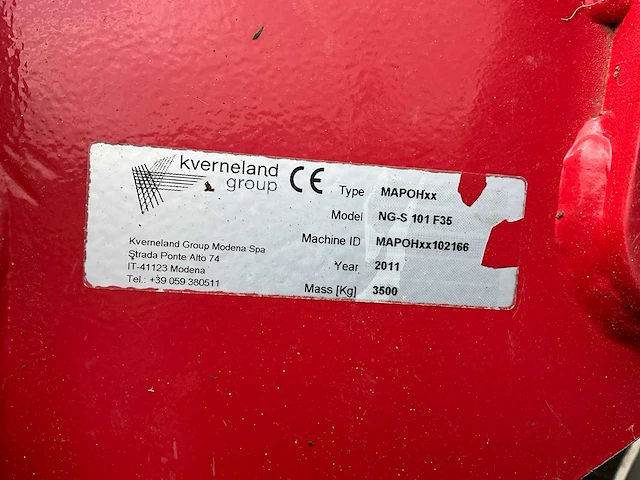 kverneland
group
CE
Type MAPOHxx
Model NG-S 101 F35
Machine ID MAPOHxx102166
Year 2011
Mass [Kg] 3500
Kverneland Group Modena Spa
Strada Ponte Alto 74
IT-41123 Modena
Tel.: +39 059 380511